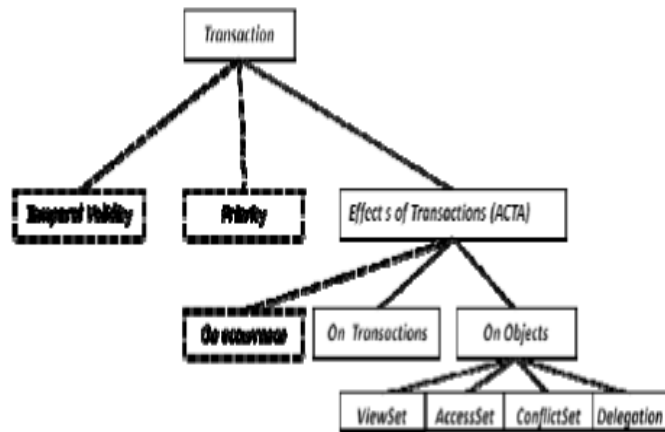 Transaction
Temporal Validity
Priority
Effect s of Transactions (ACTA)
On occurrence
On Transactions
On Objects
ViewSet
AccessSet
ConflictSet
Delegation